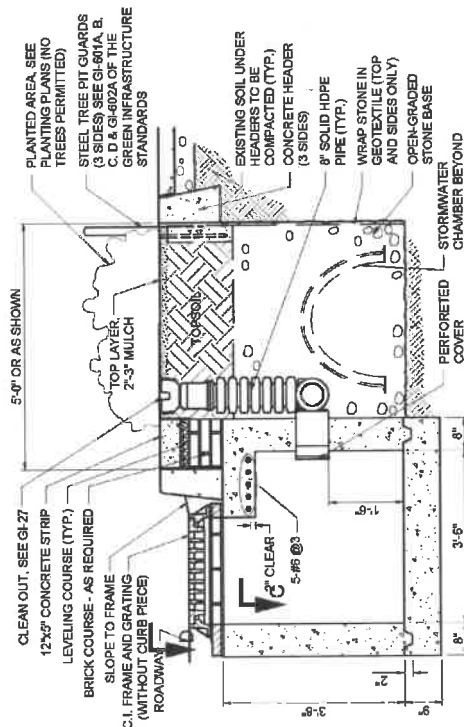 CLEAN OUT, SEE GI-27
12"x5" CONCRETE STRIP
LEVELING COURSE (TYP.)
BRICK COURSE - AS REQUIRED
SLOPE TO FRAME
C.I. FRAME AND GRATING
(WITHOUT CURB PIECE)
ROADWAY
5'-0" OR AS SHOWN
TOP LAYER,
2"-3" MULCH
TOPSOIL
PLANTED AREA, SEE
PLANTING PLANS (NO
TREES PERMITTED)
STEEL TREE PIT GUARDS
(3 SIDES) SEE GI-601A, B,
C, D & GI-602A OF THE
GREEN INFRASTRUCTURE
STANDARDS
EXISTING SOIL UNDER
HEADERS TO BE
COMPACTED (TYP.)
CONCRETE HEADER
(3 SIDES)
8" SOLID HDPE
PIPE (TYP.)
WRAP STONE IN
GEOTEXTILE (TOP
AND SIDES ONLY)
OPEN-GRADED
STONE BASE
STORMWATER
CHAMBER BEYOND
PERFORETED
COVER
2" CLEAR
5-#6 @3
C
1'-6"
3'-8"
2"
9"
8"
3'-6"
8"